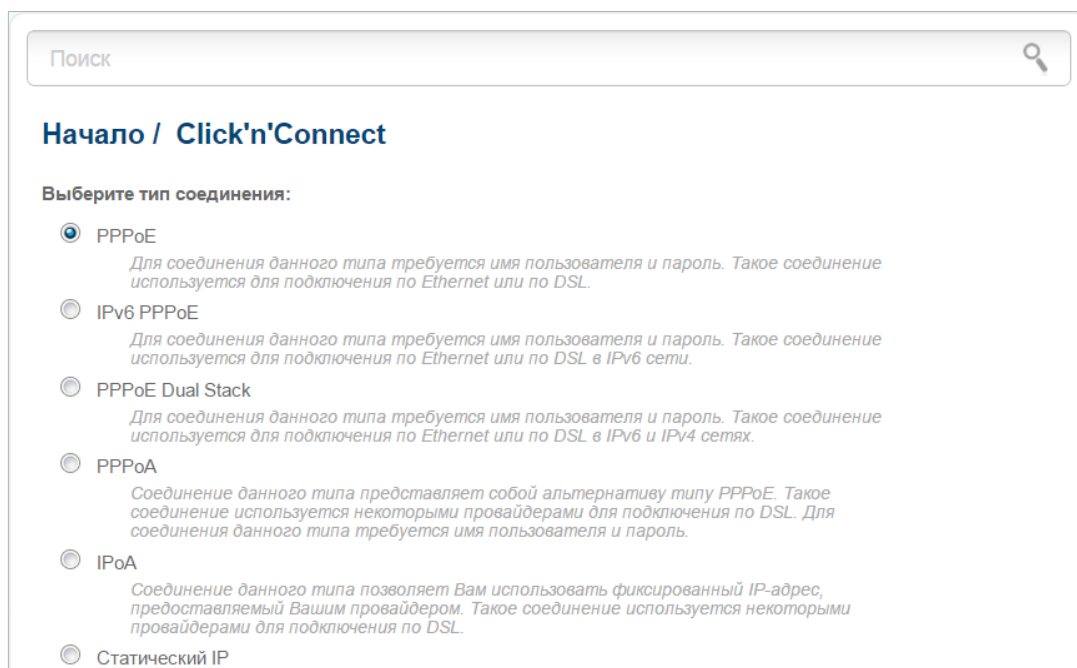 Поиск
Начало / Click'n'Connect
Выберите тип соединения:
PPPoE
Для соединения данного типа требуется имя пользователя и пароль. Такое соединение
используется для подключения по Ethernet или по DSL.
IPv6 PPPoE
Для соединения данного типа требуется имя пользователя и пароль. Такое соединение
используется для подключения по Ethernet или по DSL в IPv6 сети.
PPPoE Dual Stack
Для соединения данного типа требуется имя пользователя и пароль. Такое соединение
используется для подключения по Ethernet или по DSL в IPv6 и IPv4 сетях.
PPPoA
Соединение данного типа представляет собой альтернативу типу PPPoE. Такое
соединение используется некоторыми провайдерами для подключения по DSL. Для
соединения данного типа требуется имя пользователя и пароль.
IPoA
Соединение данного типа позволяет Вам использовать фиксированный IP-адрес,
предоставляемый Вашим провайдером. Такое соединение используется некоторыми
провайдерами для подключения по DSL.
Статический IP